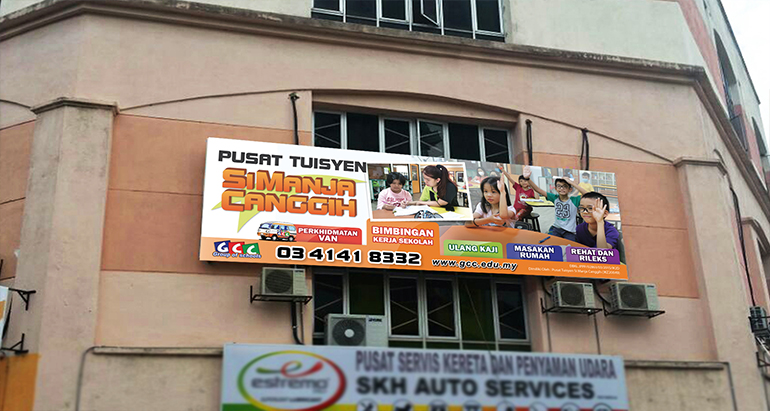 PUSAT TUISYEN
SiMANJA
CANGGIH
PERKHIDMATAN
VAN
BIMBINGAN
KERJA SEKOLAH
ULANG KAJI
MASAKAN
RUMAH
REHAT DAN
RILEKS
GCC
Group of schools
03 4141 8332
www.gcc.edu.my
estremo
PUSAT SERVIS KERETA DAN PENYAMAN UDARA
SKH AUTO SERVICES